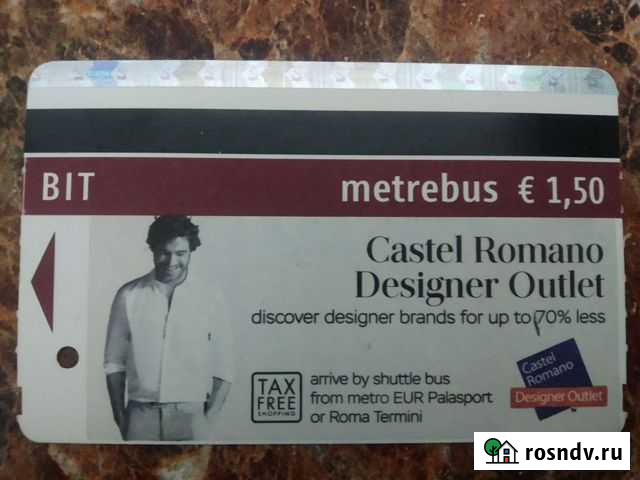 BIT
metrebus € 1,50
Castel Romano
Designer Outlet
discover designer brands for up to 70% less
TAX
FREE
SHOPPING
arrive by shuttle bus
from metro EUR Palasport
or Roma Termini
Castel
Romano
Designer Outlet
rosndv.ru